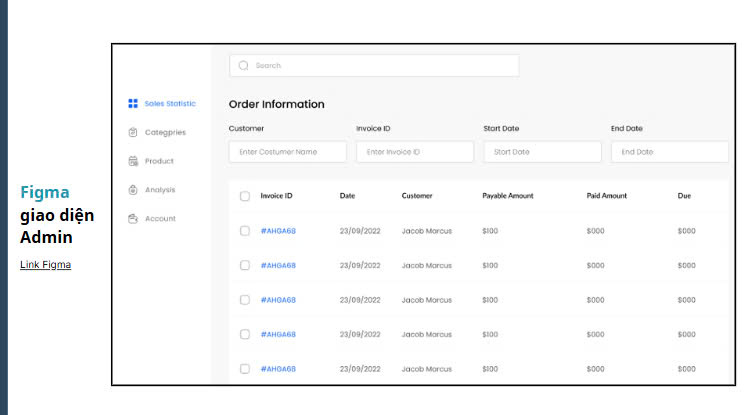 Figma
giao diện
Admin
Link Figma
Search
Sales Statistic
Categpries
Product
Analysis
Account
Order Information
Customer Invoice ID Start Date End Date
Enter Costumer Name Enter Invoice ID Start Date End Date
Invoice ID Date Customer Payable Amount Paid Amount Due
#AHGA68 23/09/2022 Jacob Marcus $100 $000 $000
#AHGA68 23/09/2022 Jacob Marcus $100 $000 $000
#AHGA68 23/09/2022 Jacob Marcus $100 $000 $000
#AHGA68 23/09/2022 Jacob Marcus $100 $000 $000
#AHGA68 23/09/2022 Jacob Marcus $100 $000 $000